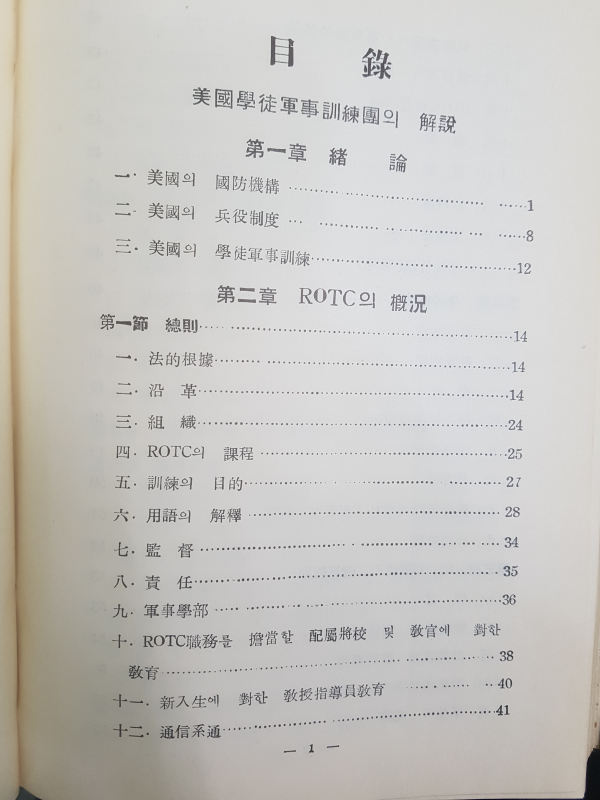 目 錄
美國學徒軍事訓練團의 解說
第一章 緖 論
一. 美國의 國防機構 ........................ 1
二. 美國의 兵役制度 ........................ 8
三. 美國의 學徒軍事訓練 ........................ 12
第二章 ROTC의 槪況
第一節 總則 ........................ 14
一. 法的根據 ........................ 14
二. 沿 革 ........................ 14
三. 組 織 ........................ 24
四. ROTC의 課程 ........................ 25
五. 訓練의 目的 ........................ 27
六. 用語의 解釋 ........................ 28
七. 監 督 ........................ 34
八. 責 任 ........................ 35
九. 軍事學部 ........................ 36
十. ROTC職務를 擔當할 配屬將校 및 敎官에 對한
敎育 ........................ 38
十一. 新入生에 對한 敎授指導員敎育 ........................ 40
十二. 通信系通 ........................ 41
— 1 —